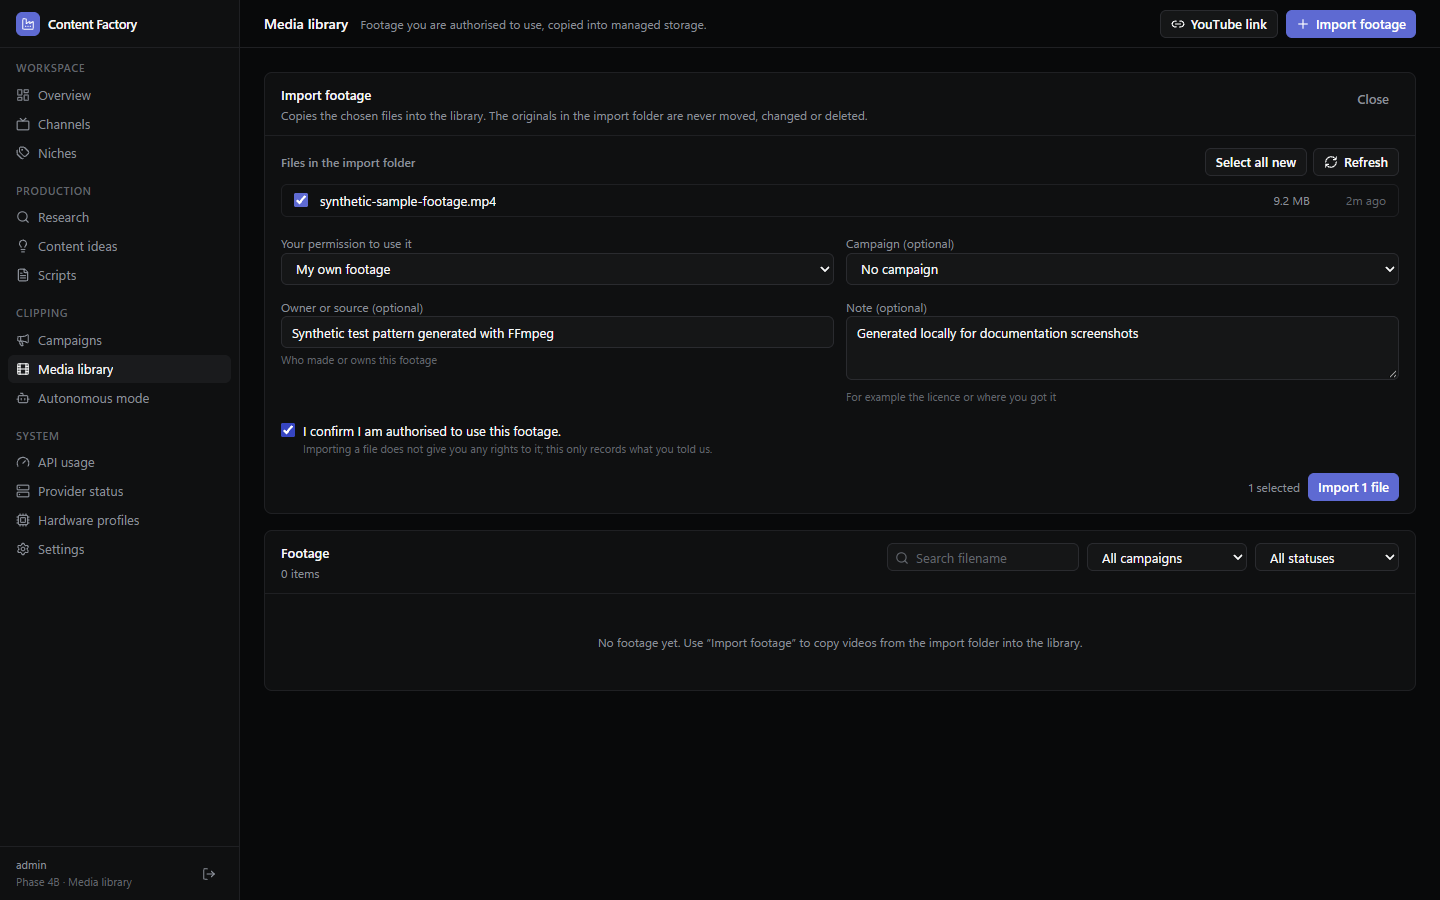 Content Factory
WORKSPACE
Overview
Channels
Niches
PRODUCTION
Research
Content ideas
Scripts
CLIPPING
Campaigns
Media library
Autonomous mode
SYSTEM
API usage
Provider status
Hardware profiles
Settings
admin
Phase 4B · Media library
Media library Footage you are authorised to use, copied into managed storage.
YouTube link
Import footage
Import footage
Close
Copies the chosen files into the library. The originals in the import folder are never moved, changed or deleted.
Files in the import folder
Select all new
Refresh
synthetic-sample-footage.mp4 9.2 MB 2m ago
Your permission to use it
My own footage
Campaign (optional)
No campaign
Owner or source (optional)
Synthetic test pattern generated with FFmpeg
Who made or owns this footage
Note (optional)
Generated locally for documentation screenshots
For example the licence or where you got it
I confirm I am authorised to use this footage.
Importing a file does not give you any rights to it; this only records what you told us.
1 selected
Import 1 file
Footage
0 items
Search filename
All campaigns
All statuses
No footage yet. Use “Import footage” to copy videos from the import folder into the library.